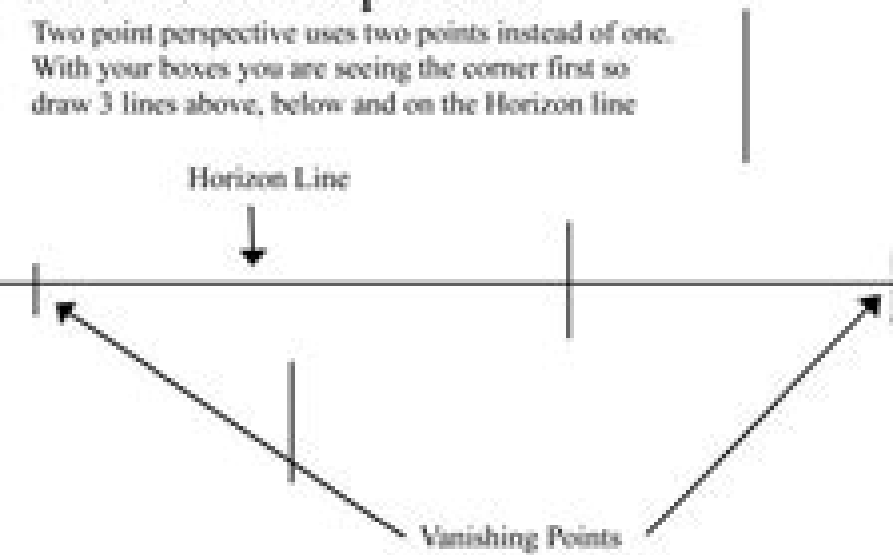 Two point perspective uses two points instead of one.
With your boxes you are seeing the corner first so
draw 3 lines above, below and on the Horizon line
Horizon Line
Vanishing Points